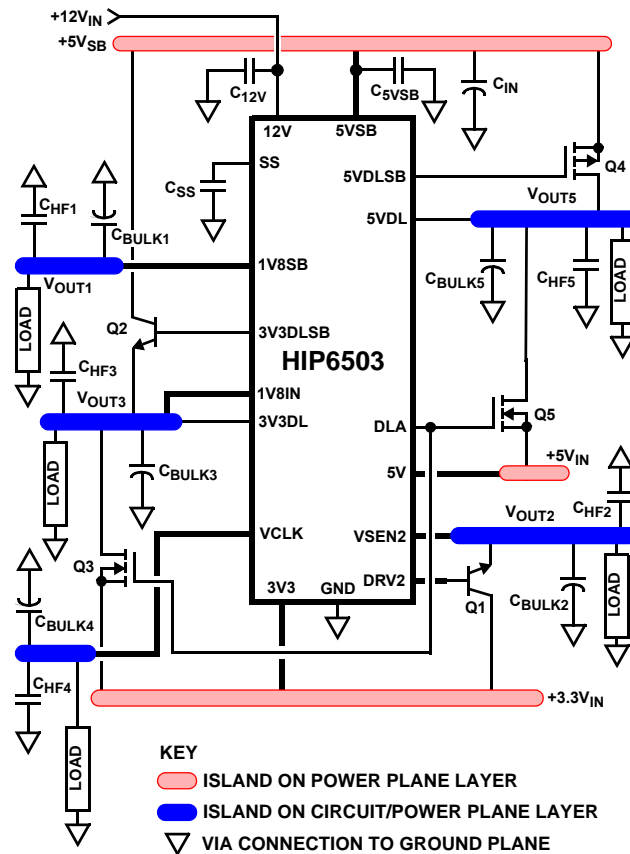 +12VIN
+5VSB
C12V
C5VSB
CIN
12V
5VSB
SS
CSS
5VDLSB
Q4
CHF1
CBULK1
5VDL
VOUT5
1V8SB
VOUT1
CBULK5
CHF5
LOAD
LOAD
Q2
3V3DLSB
HIP6503
CHF3
VOUT3
1V8IN
3V3DL
DLA
Q5
+5VIN
LOAD
CBULK3
5V
CHF2
VCLK
VSEN2
VOUT2
Q3
3V3
GND
DRV2
Q1
CBULK2
LOAD
CBULK4
CHF4
LOAD
+3.3VIN
KEY
ISLAND ON POWER PLANE LAYER
ISLAND ON CIRCUIT/POWER PLANE LAYER
VIA CONNECTION TO GROUND PLANE